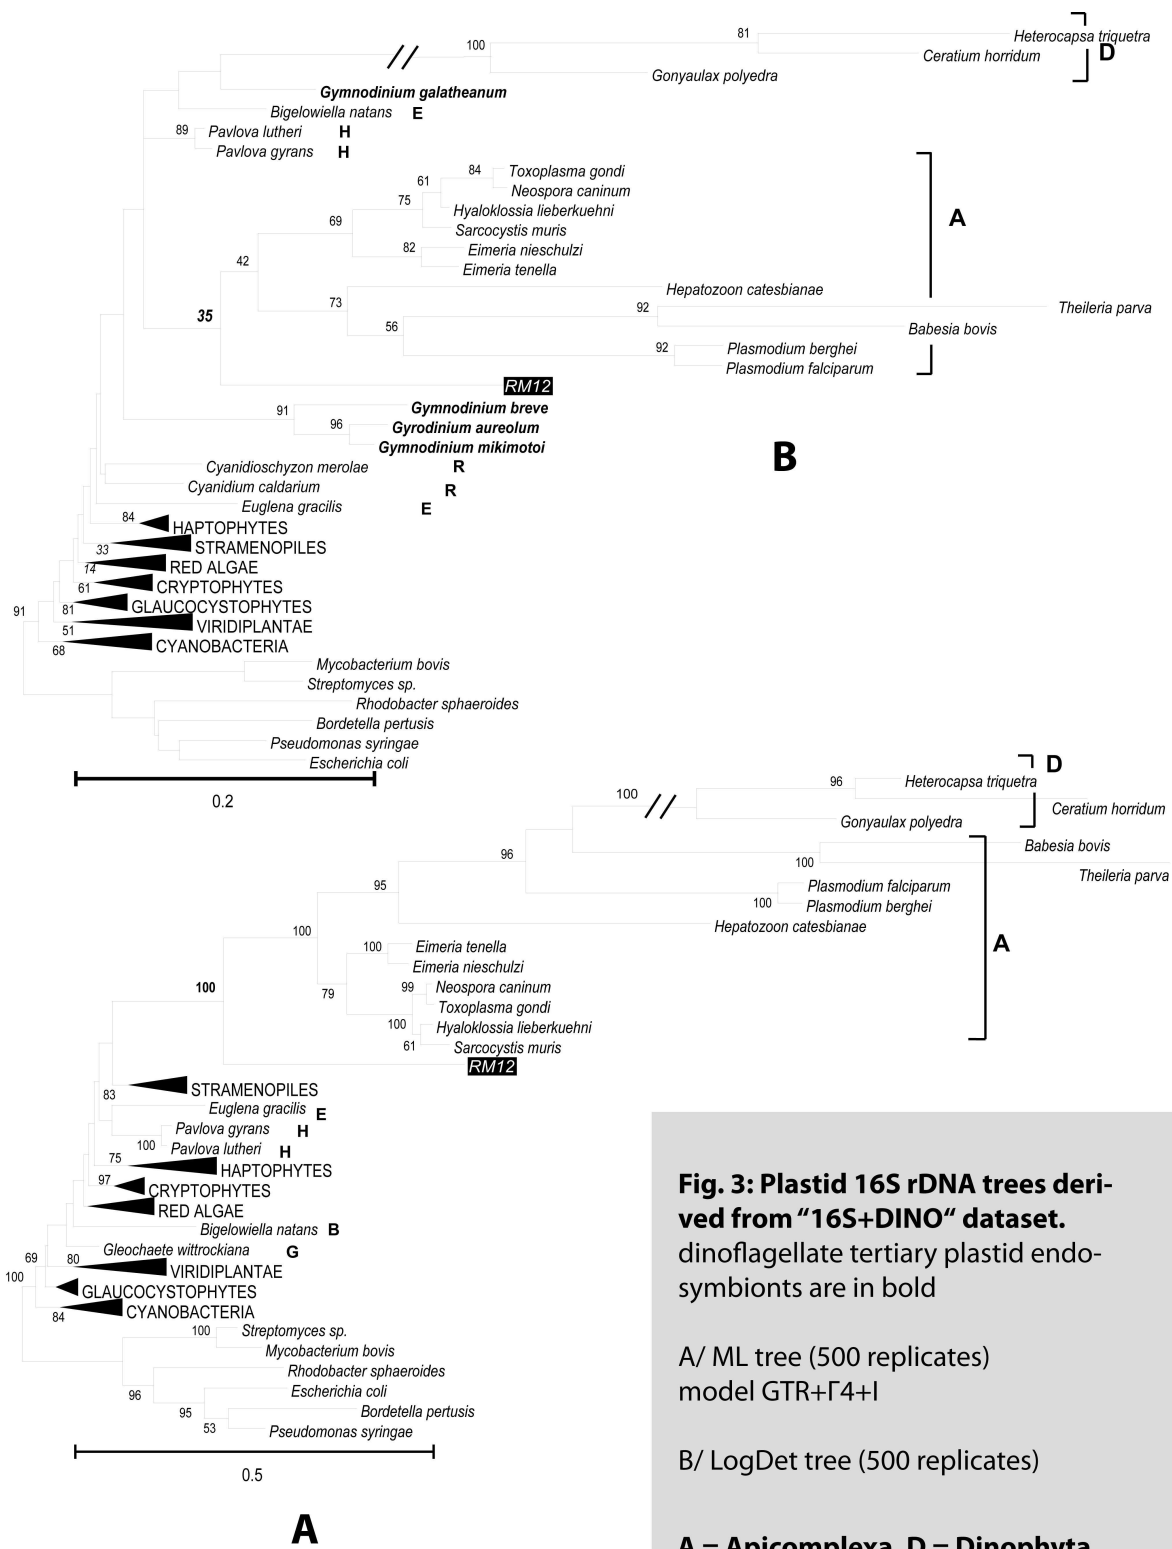 81
Heterocapsa triquetra
100
D
Ceratium horridum
Gonyaulax polyedra
Gymnodinium galatheanum
Bigelowiella natans E
89 Pavlova lutheri H
Pavlova gyrans H
84 Toxoplasma gondi
61
Neospora caninum
75
Hyaloklossia lieberkuehni
A
69
Sarcocystis muris
82 Eimeria nieschulzi
42
Eimeria tenella
73
Hepatozoon catesbianae
92
Theileria parva
35
56
Babesia bovis
92 Plasmodium berghei
Plasmodium falciparum
RM12
91
Gymnodinium breve
96 Gyrodinium aureolum
Gymnodinium mikimotoi
B
Cyanidioschyzon merolae R
Cyanidium caldarium R
Euglena gracilis E
84 HAPTOPHYTES
33 STRAMENOPILES
14 RED ALGAE
61 CRYPTOPHYTES
91
81 GLAUCOCYSTOPHYTES
51 VIRIDIPLANTAE
68 CYANOBACTERIA
Mycobacterium bovis
Streptomyces sp.
Rhodobacter sphaeroides
Bordetella pertusis
Pseudomonas syringae
Escherichia coli
0.2
D
96 Heterocapsa triquetra
100
Ceratium horridum
Gonyaulax polyedra
Babesia bovis
96
100
Theileria parva
95
Plasmodium falciparum
100 Plasmodium berghei
Hepatozoon catesbianae
100
A
100 Eimeria tenella
Eimeria nieschulzi
100
79
99 Neospora caninum
Toxoplasma gondi
100 Hyaloklossia lieberkuehni
61 Sarcocystis muris
RM12
83 STRAMENOPILES
Euglena gracilis E
Pavlova gyrans H
100 Pavlova lutheri H
75 HAPTOPHYTES
97 CRYPTOPHYTES
RED ALGAE
Bigelowiella natans B
Gleochaete wittrockiana G
69 80 VIRIDIPLANTAE
100
GLAUCOCYSTOPHYTES
84 CYANOBACTERIA
100 Streptomyces sp.
Mycobacterium bovis
Rhodobacter sphaeroides
96
Escherichia coli
95
Bordetella pertusis
53 Pseudomonas syringae
0.5
A
Fig. 3: Plastid 16S rDNA trees deri-
ved from “16S+DINO“ dataset.
dinoflagellate tertiary plastid endo-
symbionts are in bold
A/ ML tree (500 replicates)
model GTR+Γ4+I
B/ LogDet tree (500 replicates)
A = Apicomplexa, D = Dinophyta